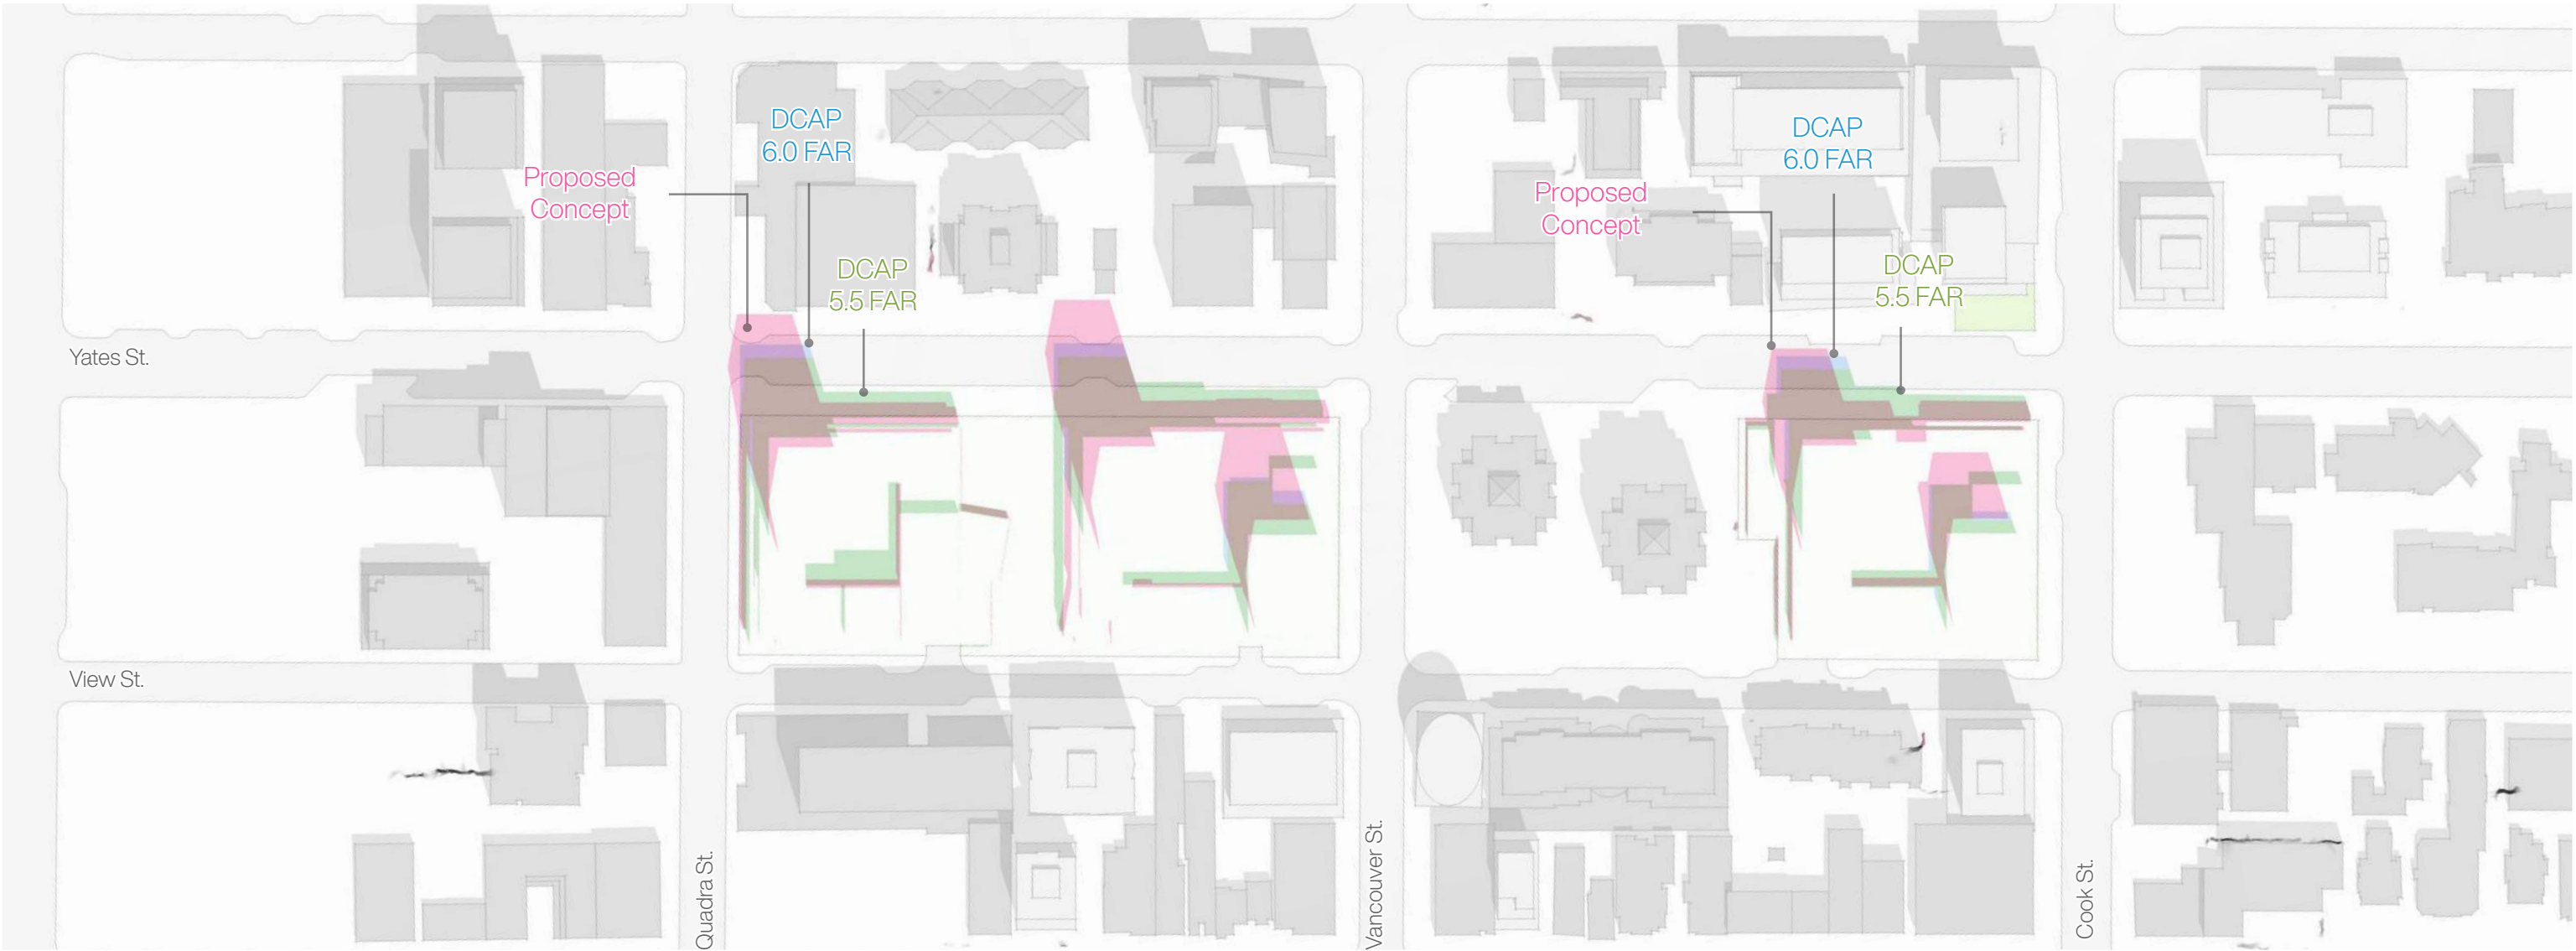 DCAP
6.0 FAR
Proposed
Concept
DCAP
5.5 FAR
DCAP
6.0 FAR
Proposed
Concept
DCAP
5.5 FAR
Yates St.
View St.
Quadra St.
Vancouver St.
Cook St.